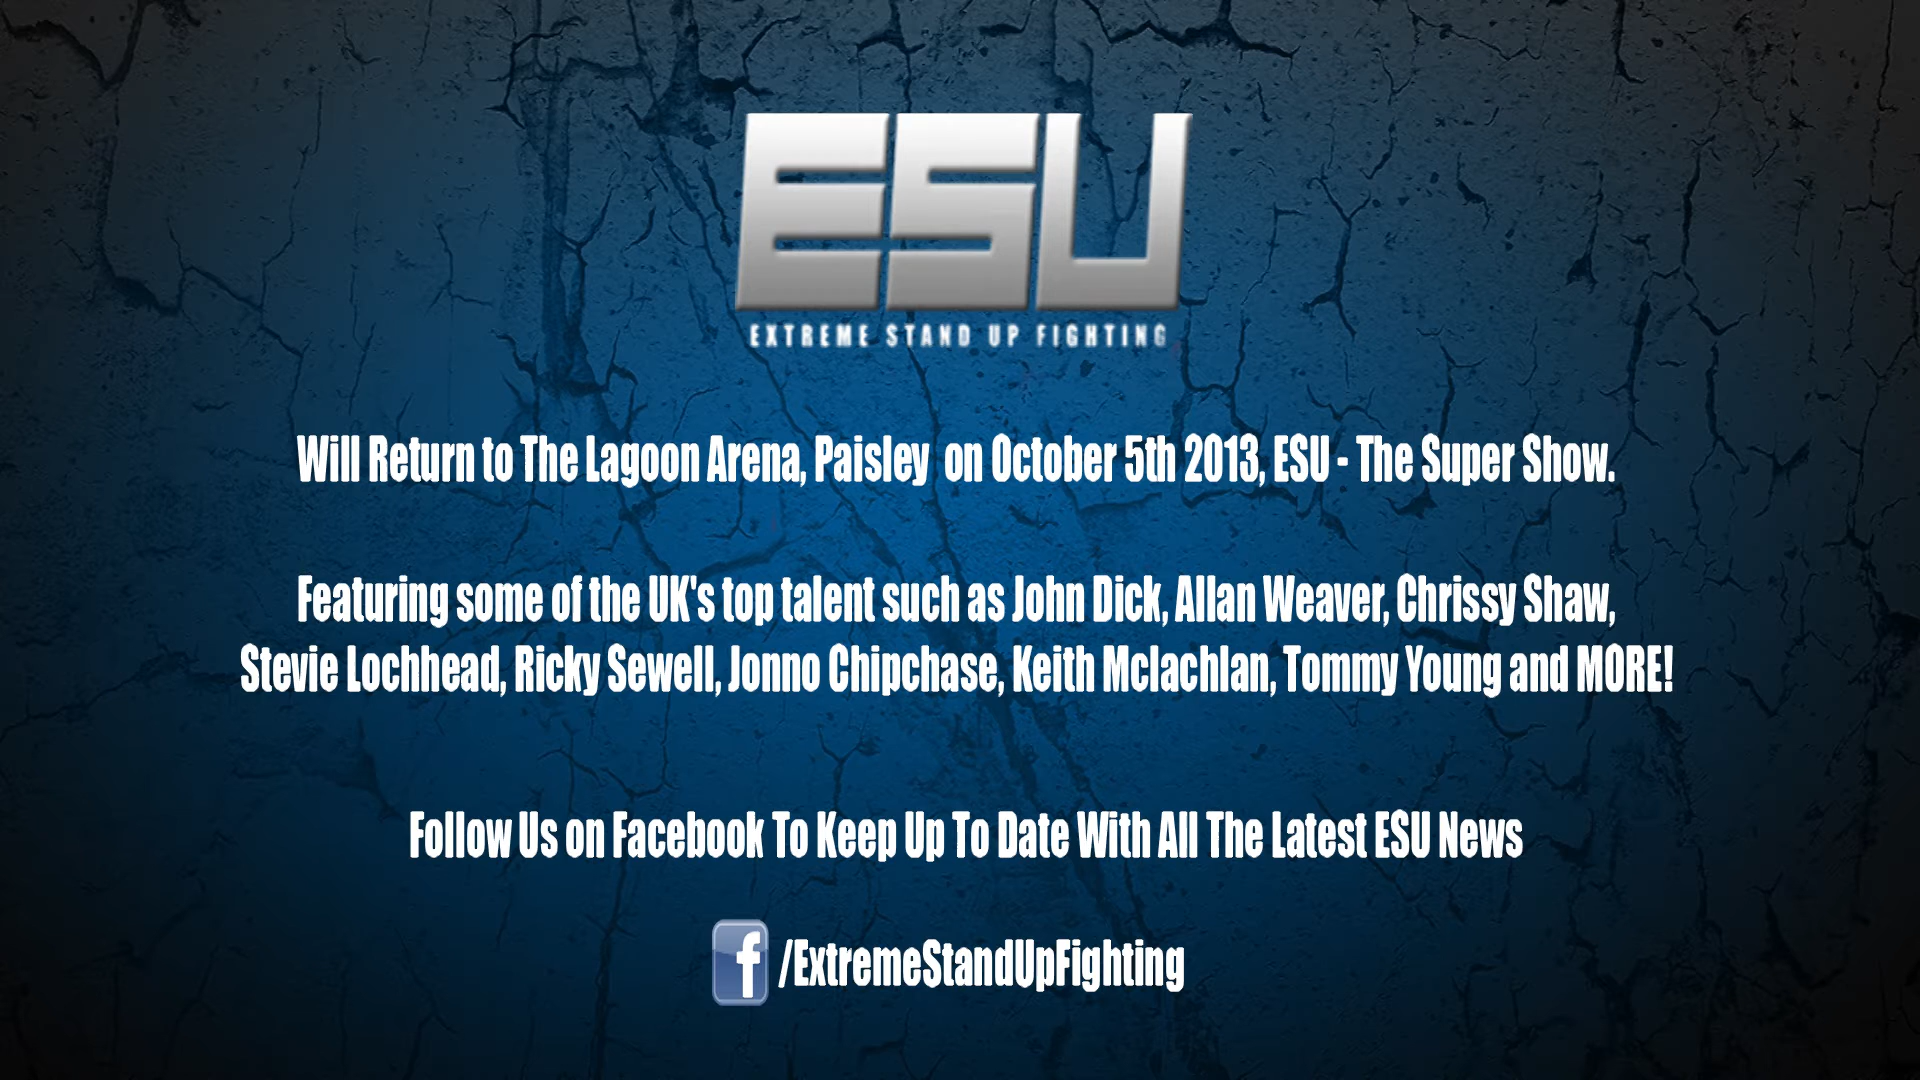 ESU
EXTREME STAND UP FIGHTING
Will Return to The Lagoon Arena, Paisley on October 5th 2013, ESU - The Super Show.
Featuring some of the UK's top talent such as John Dick, Allan Weaver, Chrissy Shaw,
Stevie Lochhead, Ricky Sewell, Jonno Chipchase, Keith Mclachlan, Tommy Young and MORE!
Follow Us on Facebook To Keep Up To Date With All The Latest ESU News
f /ExtremeStandUpFighting